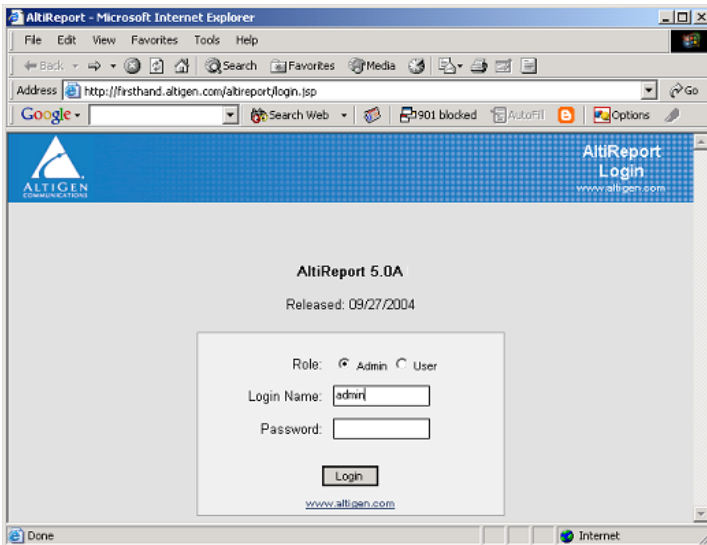 AltiReport - Microsoft Internet Explorer
File Edit View Favorites Tools Help
Back Search Favorites Media
Address http://firsthand.altigen.com/altireport/login.jsp Go
Google Search Web 901 blocked AutoFill Options
ALTIGEN
COMMUNICATIONS
AltiReport
Login
www.altigen.com
AltiReport 5.0A
Released: 09/27/2004
Role: Admin User
Login Name: admin
Password:
Login
www.altigen.com
Done Internet